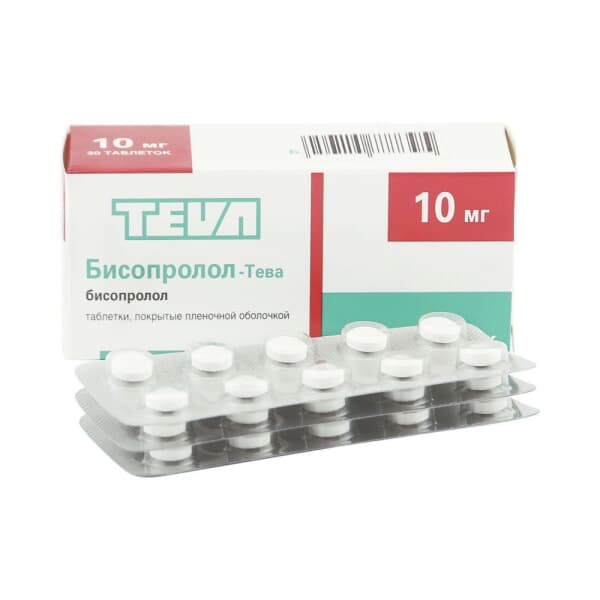 10 мг
30 ТАБЛЕТОК
TEVA
10 мг
Бисопролол-Тева
бисопролол
таблетки, покрытые пленочной оболочкой